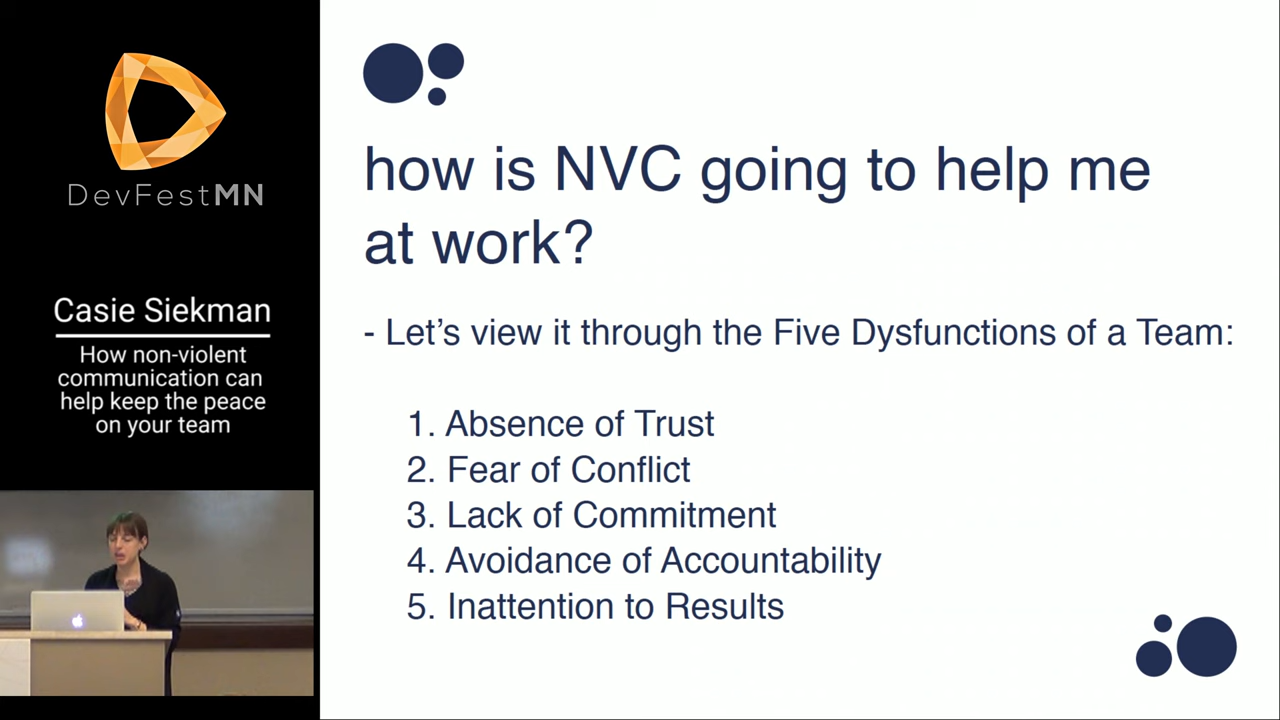 DevFestMN
Casie Siekman
How non-violent
communication can
help keep the peace
on your team
how is NVC going to help me
at work?
- Let’s view it through the Five Dysfunctions of a Team:
1. Absence of Trust
2. Fear of Conflict
3. Lack of Commitment
4. Avoidance of Accountability
5. Inattention to Results